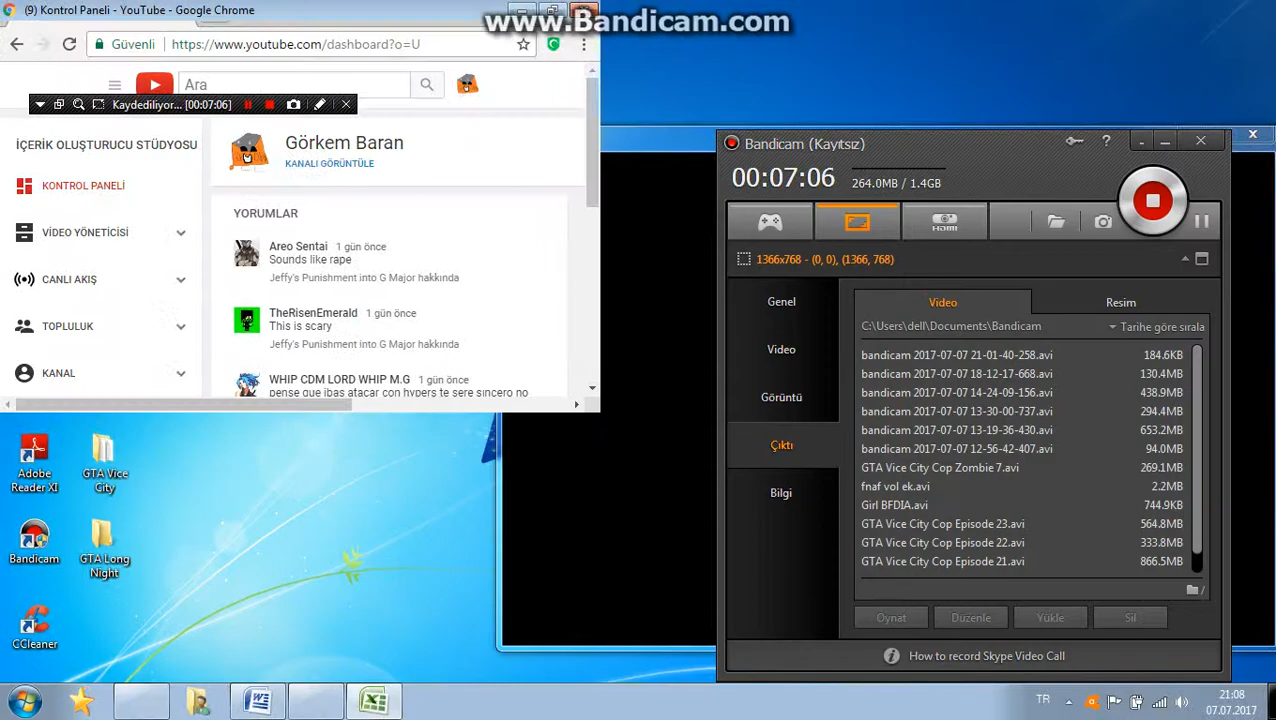 (9) Kontrol Paneli - YouTube - Google Chrome
www.Bandicam.com
Güvenli
https://www.youtube.com/dashboard?o=U
Ara
Kaydediliyor... [00:07:06]
İÇERİK OLUŞTURUCU STÜDYOSU
KONTROL PANELİ
VİDEO YÖNETİCİSİ
CANLI AKIŞ
TOPLULUK
KANAL
Görkem Baran
KANALI GÖRÜNTÜLE
YORUMLAR
Areo Sentai 1 gün önce
Sounds like rape
Jeffy's Punishment into G Major hakkında
TheRisenEmerald 1 gün önce
This is scary
Jeffy's Punishment into G Major hakkında
WHIP CDM LORD WHIP M.G 1 gün önce
pense que ibas atacar con hypers te sere sincero no
Adobe Reader XI
GTA Vice City
Bandicam
GTA Long Night
CCleaner
Bandicam (Kayıtsız)
?
00:07:06
264.0MB / 1.4GB
HDMI
1366x768 - (0, 0), (1366, 768)
Genel
Video
Görüntü
Çıktı
Bilgi
Video
Resim
C:\Users\dell\Documents\Bandicam
Tarihe göre sırala
bandicam 2017-07-07 21-01-40-258.avi 184.6KB
bandicam 2017-07-07 18-12-17-668.avi 130.4MB
bandicam 2017-07-07 14-24-09-156.avi 438.9MB
bandicam 2017-07-07 13-30-00-737.avi 294.4MB
bandicam 2017-07-07 13-19-36-430.avi 653.2MB
bandicam 2017-07-07 12-56-42-407.avi 94.0MB
GTA Vice City Cop Zombie 7.avi 269.1MB
fnaf vol ek.avi 2.2MB
Girl BFDIA.avi 744.9KB
GTA Vice City Cop Episode 23.avi 564.8MB
GTA Vice City Cop Episode 22.avi 333.8MB
GTA Vice City Cop Episode 21.avi 866.5MB
Oynat
Düzenle
Yükle
Sil
How to record Skype Video Call
TR
21:08
07.07.2017